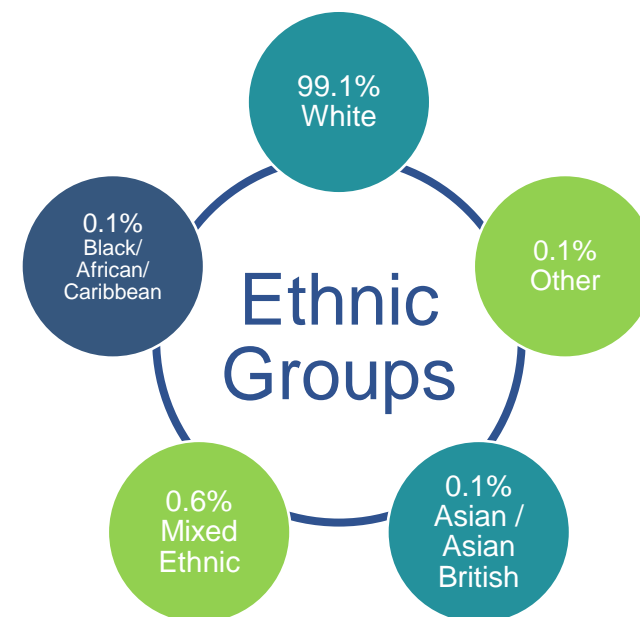 99.1%
White
0.1%
Other
0.1%
Asian /
Asian
British
0.6%
Mixed
Ethnic
0.1%
Black/
African/
Caribbean
Ethnic
Groups